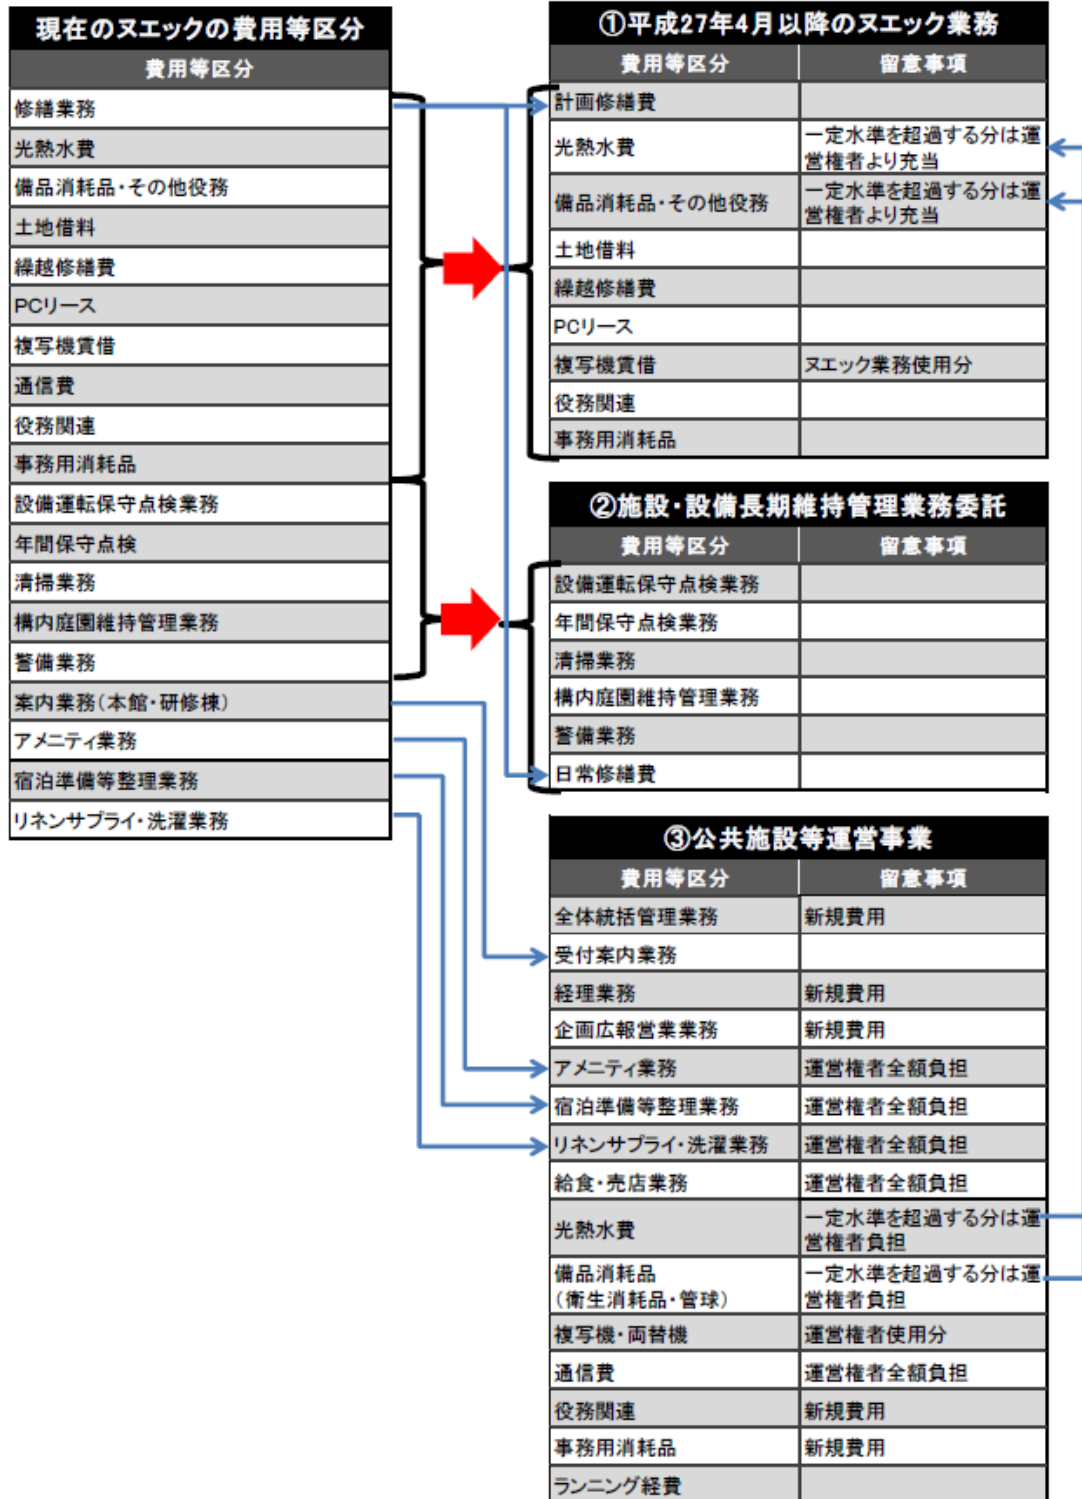 現在のヌエックの費用等区分
費用等区分
修繕業務
光熱水費
備品消耗品・その他役務
土地借料
繰越修繕費
PCリース
複写機賃借
通信費
役務関連
事務用消耗品
設備運転保守点検業務
年間保守点検
清掃業務
構内庭園維持管理業務
警備業務
案内業務(本館・研修棟)
アメニティ業務
宿泊準備等整理業務
リネンサプライ・洗濯業務
①平成27年4月以降のヌエック業務
費用等区分 留意事項
計画修繕費
光熱水費 一定水準を超過する分は運
営権者より充当
備品消耗品・その他役務 一定水準を超過する分は運
営権者より充当
土地借料
繰越修繕費
PCリース
複写機賃借 ヌエック業務使用分
役務関連
事務用消耗品
②施設・設備長期維持管理業務委託
費用等区分 留意事項
設備運転保守点検業務
年間保守点検業務
清掃業務
構内庭園維持管理業務
警備業務
日常修繕費
③公共施設等運営事業
費用等区分 留意事項
全体統括管理業務 新規費用
受付案内業務
経理業務 新規費用
企画広報営業業務 新規費用
アメニティ業務 運営権者全額負担
宿泊準備等整理業務 運営権者全額負担
リネンサプライ・洗濯業務 運営権者全額負担
給食・売店業務 運営権者全額負担
光熱水費 一定水準を超過する分は運
営権者負担
備品消耗品 一定水準を超過する分は運
(衛生消耗品・管球) 営権者負担
複写機・両替機 運営権者使用分
通信費 運営権者全額負担
役務関連 新規費用
事務用消耗品 新規費用
ランニング経費